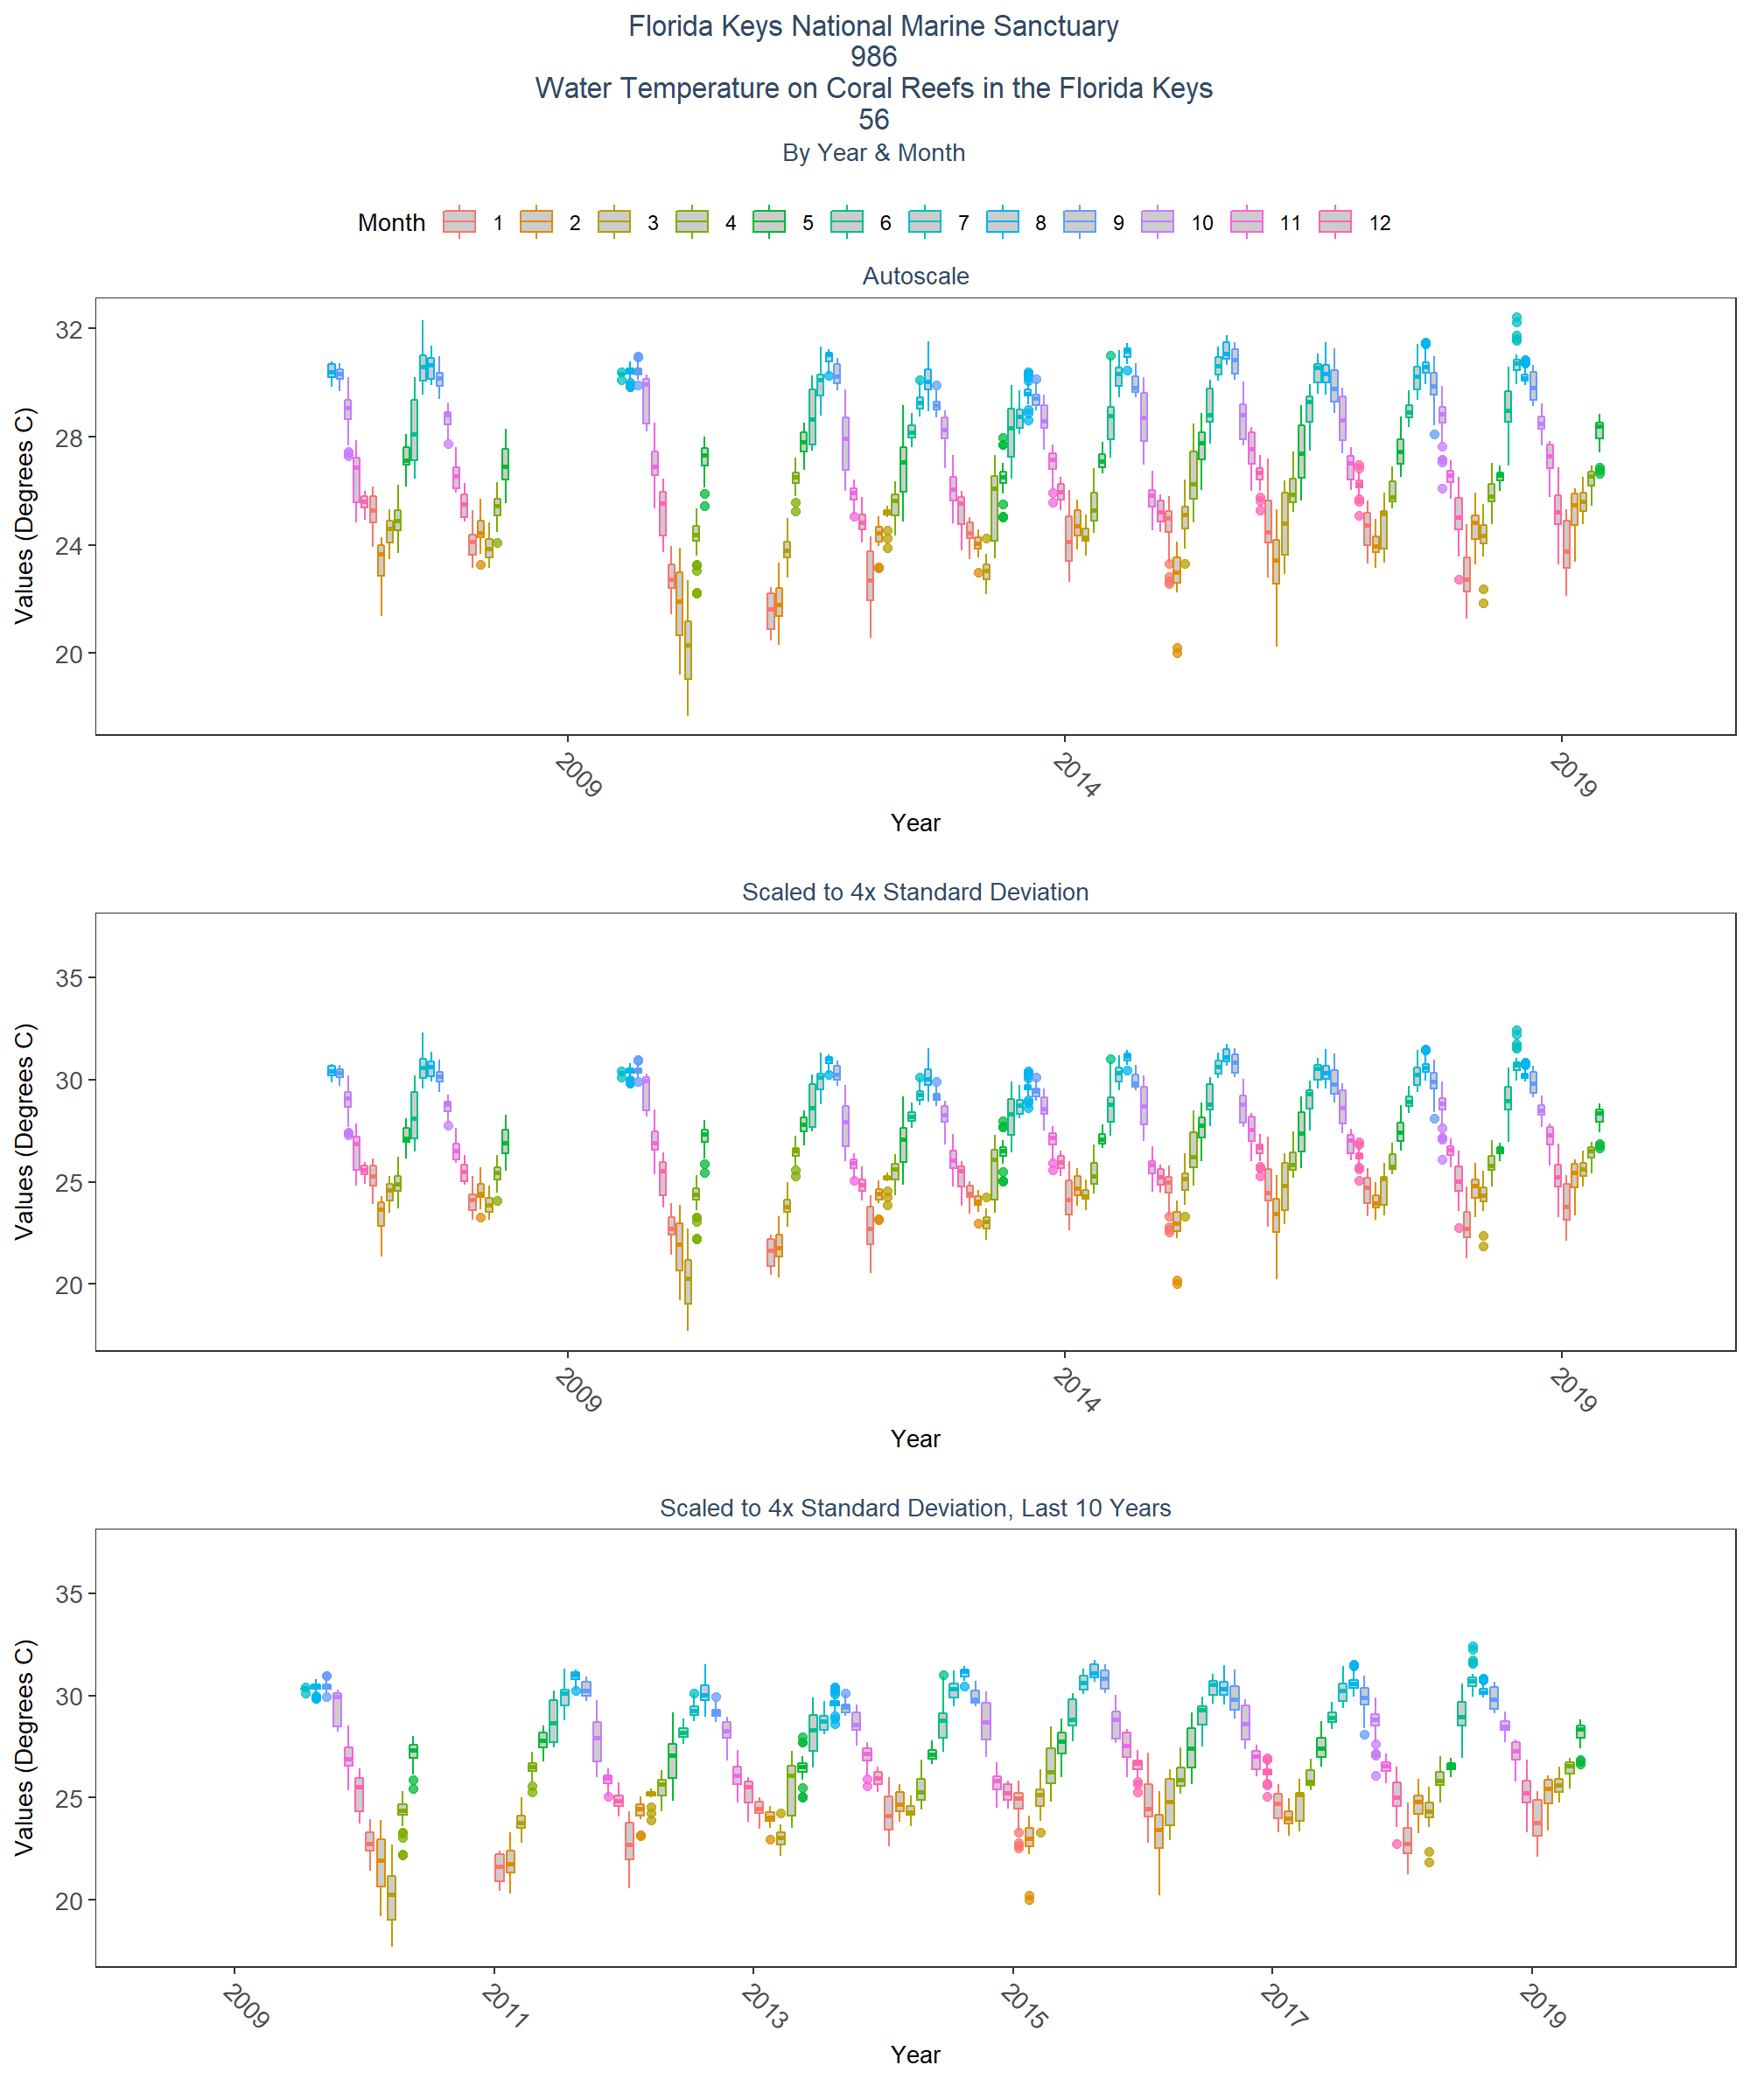 Florida Keys National Marine Sanctuary
986
Water Temperature on Coral Reefs in the Florida Keys
56
By Year & Month
Month 1 2 3 4 5 6 7 8 9 10 11 12
Autoscale
Values (Degrees C)
32
28
24
20
2009 2014 2019
Year
Scaled to 4x Standard Deviation
Values (Degrees C)
35
30
25
20
2009 2014 2019
Year
Scaled to 4x Standard Deviation, Last 10 Years
Values (Degrees C)
35
30
25
20
2009 2011 2013 2015 2017 2019
Year